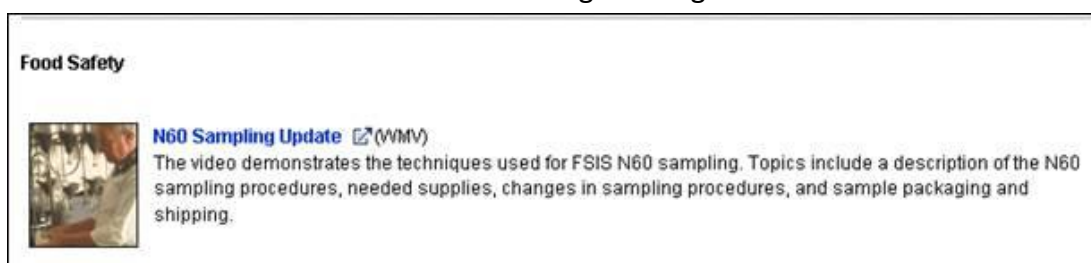 Food Safety
N60 Sampling Update (WMV)
The video demonstrates the techniques used for FSIS N60 sampling. Topics include a description of the N60
sampling procedures, needed supplies, changes in sampling procedures, and sample packaging and
shipping.